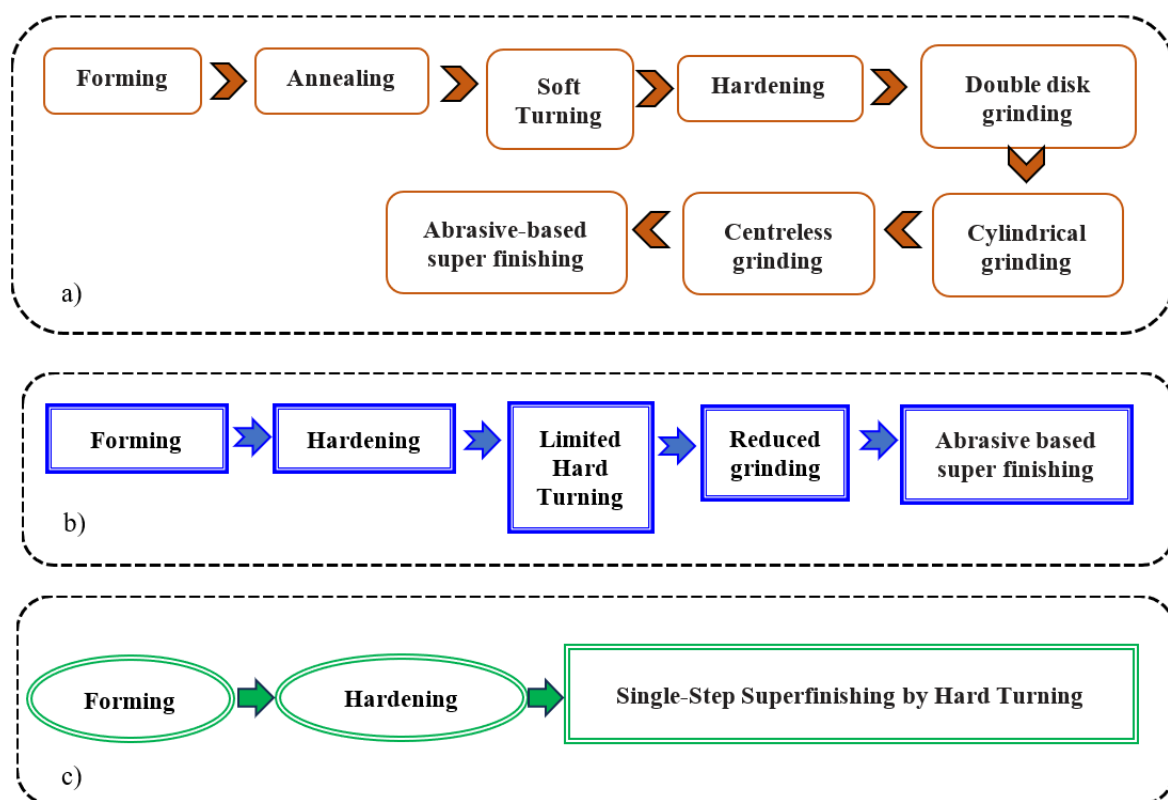 Forming
Annealing
Soft
Turning
Hardening
Double disk
grinding
Cylindrical
grinding
Centreless
grinding
Abrasive-based
super finishing
a)
Forming
Hardening
Limited
Hard
Turning
Reduced
grinding
Abrasive based
super finishing
b)
Forming
Hardening
Single-Step Superfinishing by Hard Turning
c)